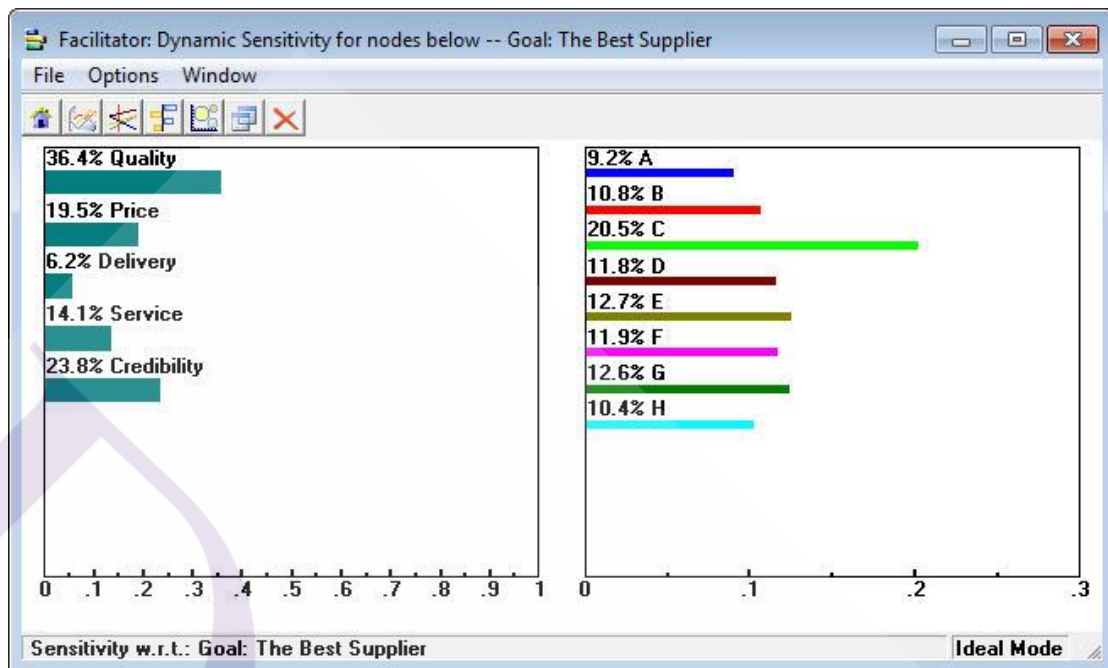 Facilitator: Dynamic Sensitivity for nodes below -- Goal: The Best Supplier
File Options Window
36.4% Quality
19.5% Price
6.2% Delivery
14.1% Service
23.8% Credibility
0 .1 .2 .3 .4 .5 .6 .7 .8 .9 1
9.2% A
10.8% B
20.5% C
11.8% D
12.7% E
11.9% F
12.6% G
10.4% H
0 .1 .2 .3
Sensitivity w.r.t.: Goal: The Best Supplier
Ideal Mode